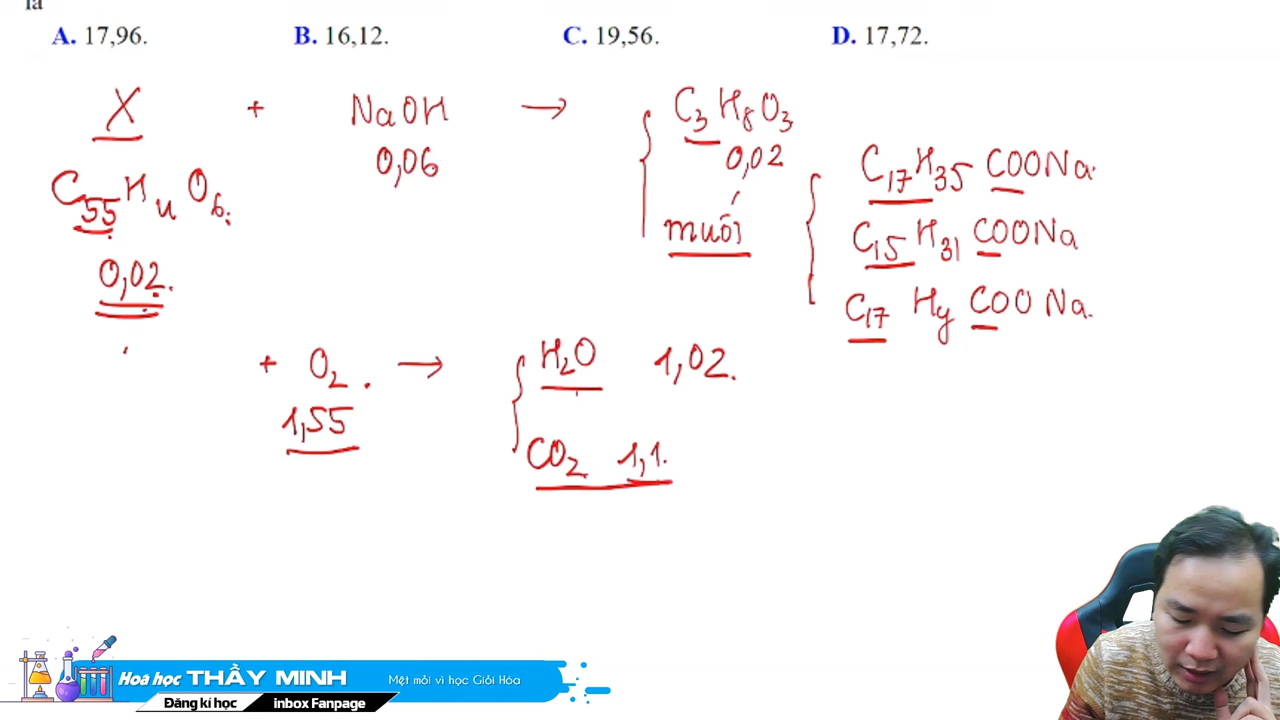 là
A. 17,96. B. 16,12. C. 19,56. D. 17,72.
X + NaOH → C3H8O3
0,06 0,02
C55HuO6. muối
0,02.
C17H35COONa.
C15H31COONa
C17HyCOONa.
+ O2. → H2O 1,02.
1,55
CO2 1,1.
Hoá học THẦY MINH
Mệt mỏi vì học Giỏi Hóa
Đăng kí học inbox Fanpage